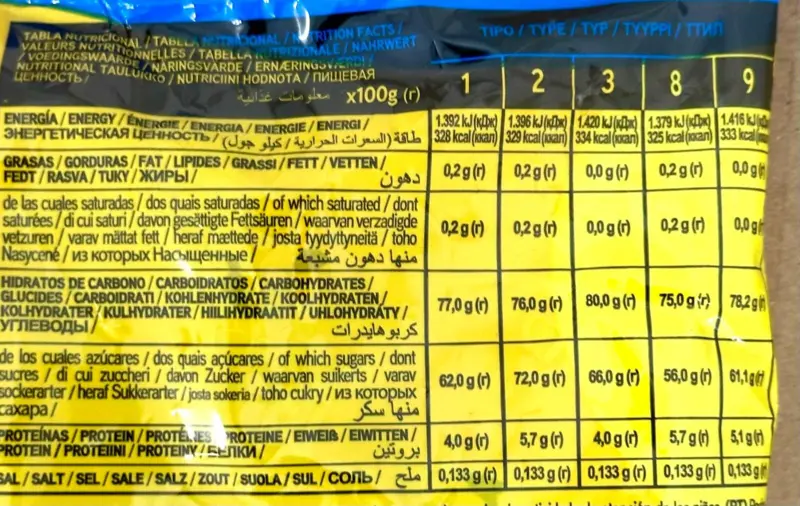 TABLA NUTRICIONAL / TABELA NUTRICIONAL / NUTRITION FACTS /
VALEURS NUTRITIONNELLES / TABELLA NUTRIZIONALE / NÄHRWERT
/ VOEDINGSWAARDE / NÄRINGSVÄRDE / ERNÆRINGSVÆRDI /
NUTRITIONAL TAULUKKO / NUTRICIINI HODNOTA / ПИЩЕВАЯ
ЦЕННОСТЬ / معلومات غذائية x100g (г)
TIPO / TYPE / TYP / TYYPPI / ТТИП
1 2 3 8 9
ENERGÍA / ENERGY / ÉNERGIE / ENERGIA / ENERGIE / ENERGI /
ЭНЕРГЕТИЧЕСКАЯ ЦЕННОСТЬ / طاقة (السعرات الحرارية / كيلو جول)
1.392 kJ (кДж) 1.396 kJ (кДж) 1.420 kJ (кДж) 1.379 kJ (кДж) 1.416 kJ
328 kcal (ккал) 329 kcal (ккал) 334 kcal (ккал) 325 kcal (ккал) 333 kcal
GRASAS / GORDURAS / FAT / LIPIDES / GRASSI / FETT / VETTEN /
FEDT / RASVA / TUKY / ЖИРЫ / دهون
0,2 g (г) 0,2 g (г) 0,0 g (г) 0,2 g (г) 0,0 g
de las cuales saturadas / dos quais saturadas / of which saturated / dont
saturées / di cui saturi / davon gesättigte Fettsäuren / waarvan verzadigde
vetzuren / varav mättat fett / heraf mættede / josta tyydyttyneitä / toho
Nasycené / из которых Насыщенные / منها دهون مشبعة
0,2 g (г) 0,2 g (г) 0,0 g (г) 0,2 g (г) 0,0 g
HIDRATOS DE CARBONO / CARBOIDRATOS / CARBOHYDRATES /
GLUCIDES / CARBOIDRATI / KOHLENHYDRATE / KOOLHYDRATEN /
KOLHYDRATER / KULHYDRATER / HIILIHYDRAATIT / UHLOHYDRÁTY /
УГЛЕВОДЫ / كربوهايدرات
77,0 g (г) 76,0 g (г) 80,0 g (г) 75,0 g (г) 78,2 g
de los cuales azúcares / dos quais açúcares / of which sugars / dont
sucres / di cui zuccheri / davon Zucker / waarvan suikerts / varav
sockerarter / heraf Sukkerarter / josta sokeria / toho cukry / из которых
сахара / منها سكر
62,0 g (г) 72,0 g (г) 66,0 g (г) 56,0 g (г) 61,1 g
PROTEÍNAS / PROTEIN / PROTÉINES PROTEINE / EIWEIß / EIWITTEN /
PROTEIN / PROTEIINI / PROTEINY / БЕЛКИ / بروتين
4,0 g (г) 5,7 g (г) 4,0 g (г) 5,7 g (г) 5,1 g (г)
SAL / SALT / SEL / SALE / SALZ / ZOUT / SUOLA / SUL / СОЛЬ / ملح
0,133 g (г) 0,133 g (г) 0,133 g (г) 0,133 g (г) 0,133 g